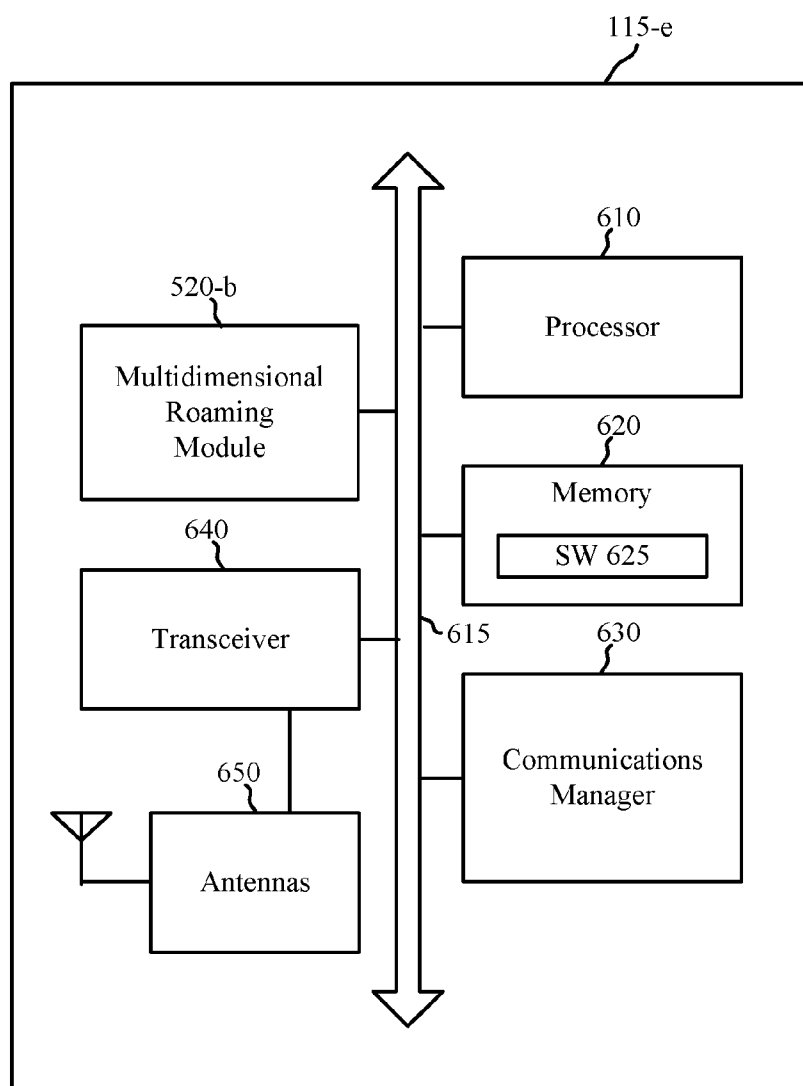 115-e
610
Processor
520-b
Multidimensional
Roaming
Module
620
Memory
SW 625
640
Transceiver
615
630
Communications
Manager
650
Antennas